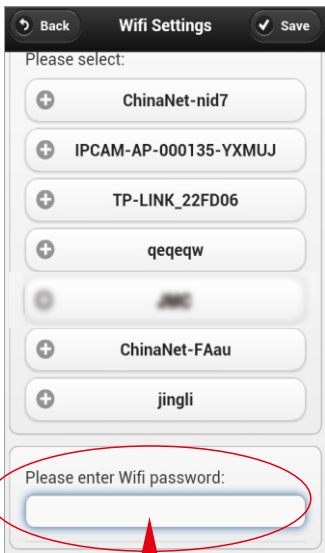 Back
Wifi Settings
Save
Please select:
ChinaNet-nid7
IPCAM-AP-000135-YXMUJ
TP-LINK_22FD06
qeqeqw
ChinaNet-FAau
jingli
Please enter Wifi password: